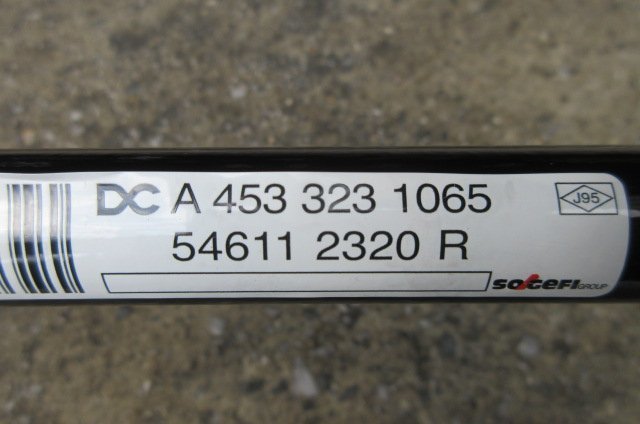 DC A 453 323 1065
J95
54611 2320 R
SOGEFI GROUP